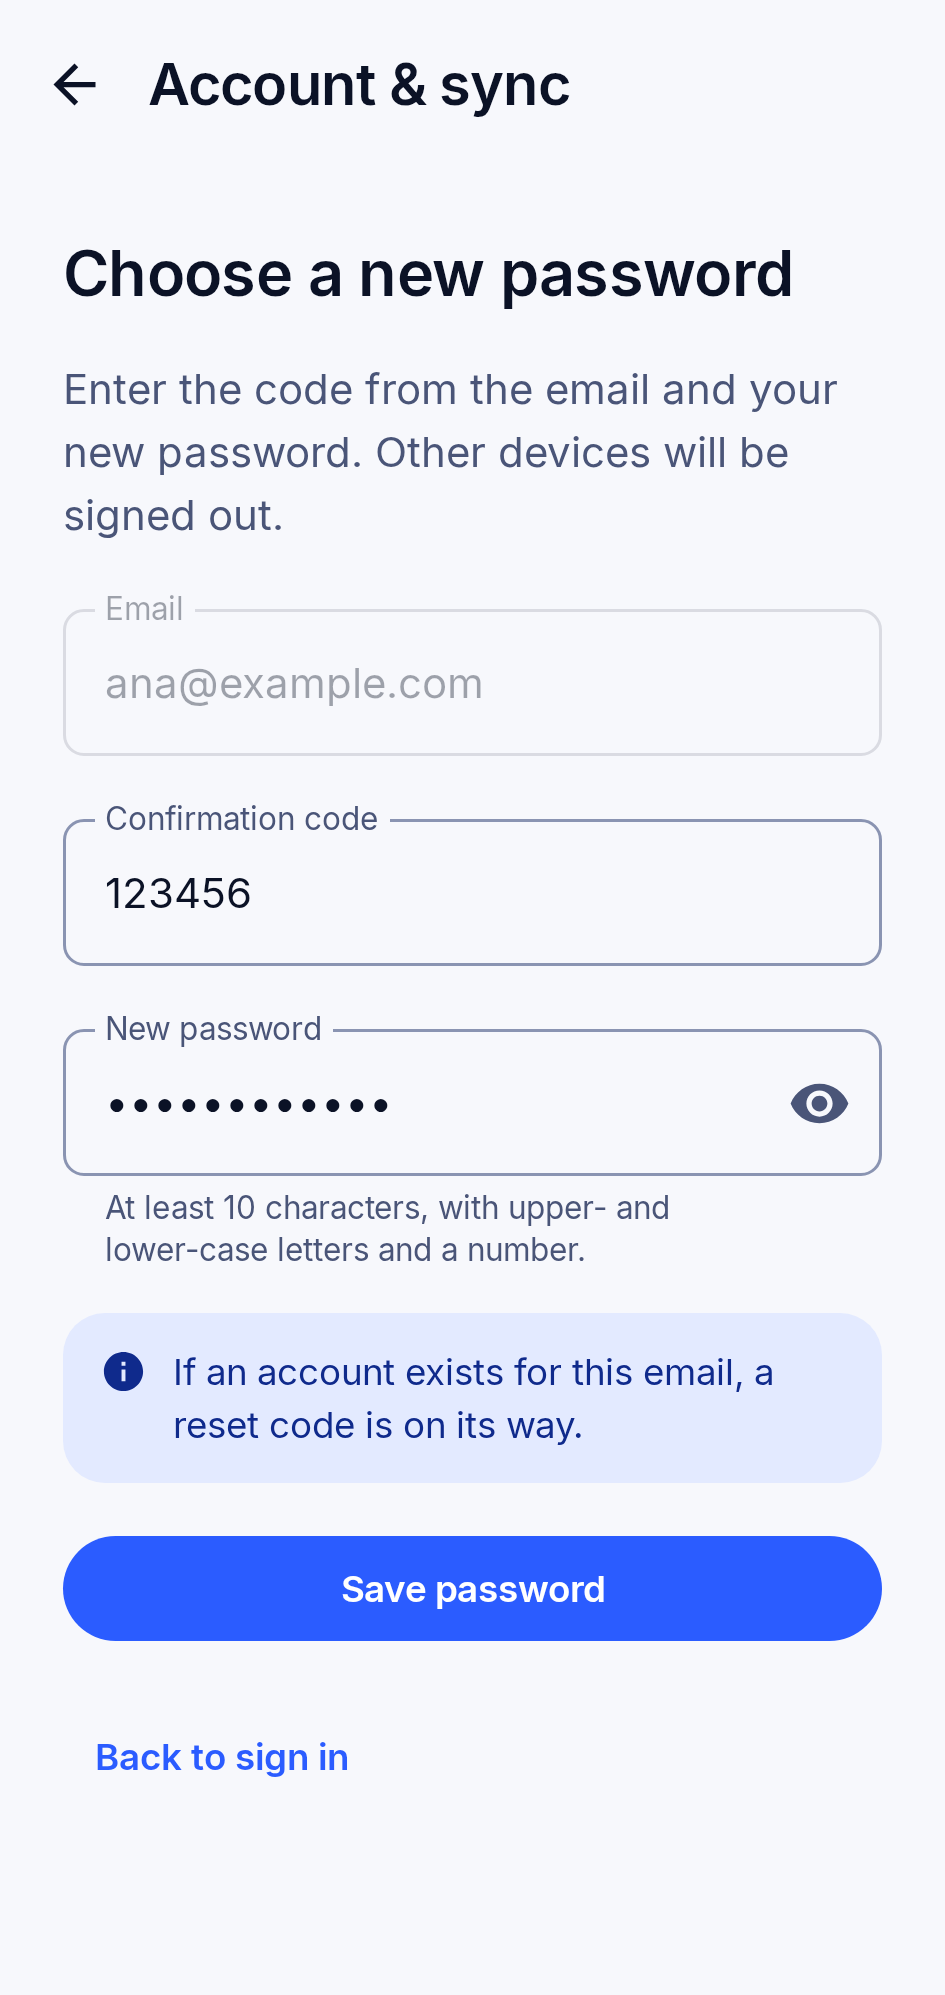 Account & sync
Choose a new password
Enter the code from the email and your
new password. Other devices will be
signed out.
Email
ana@example.com
Confirmation code
123456
New password
••••••••••••
At least 10 characters, with upper- and
lower-case letters and a number.
If an account exists for this email, a
reset code is on its way.
Save password
Back to sign in